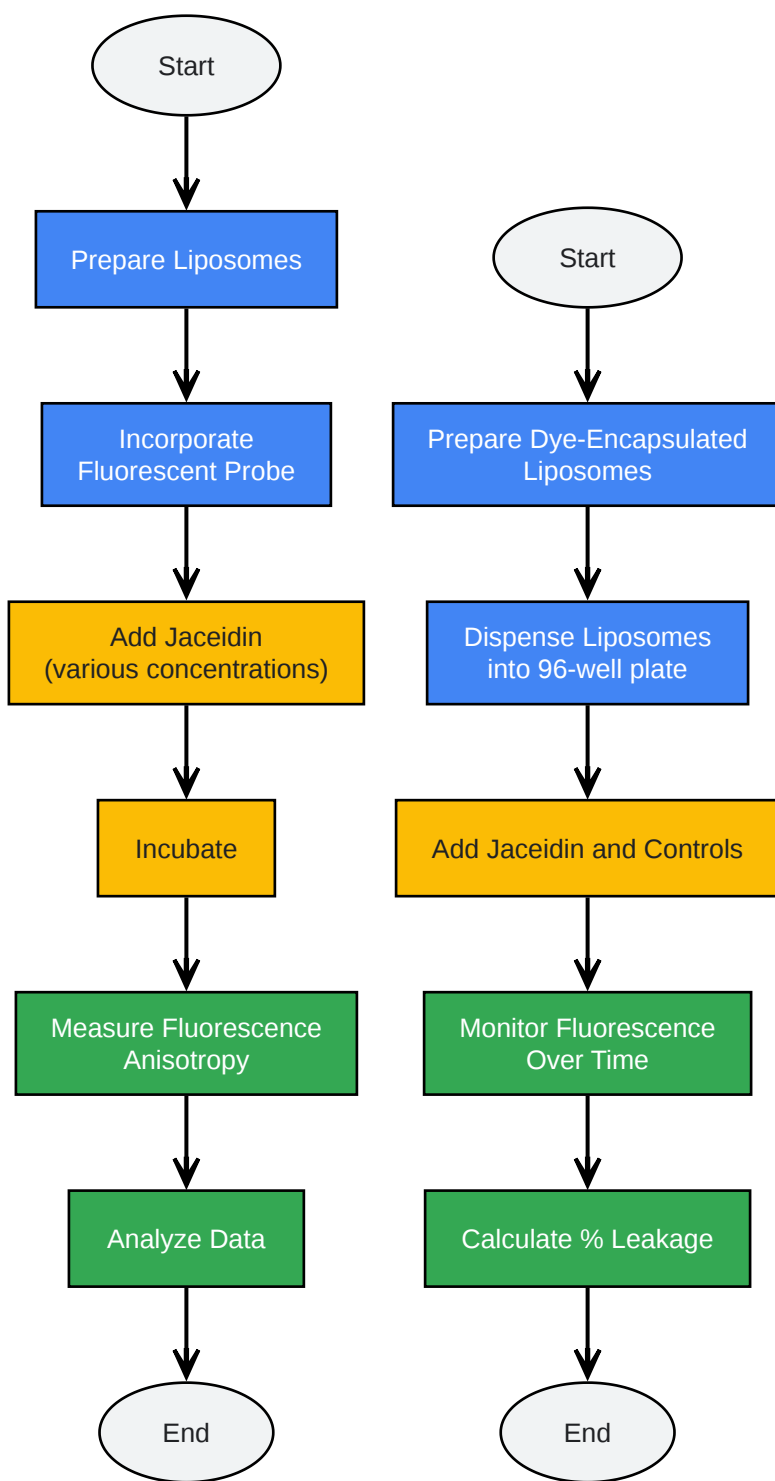 Start
Prepare Liposomes
Incorporate
Fluorescent Probe
Add Jaceidin
(various concentrations)
Incubate
Measure Fluorescence
Anisotropy
Analyze Data
End
Start
Prepare Dye-Encapsulated
Liposomes
Dispense Liposomes
into 96-well plate
Add Jaceidin and Controls
Monitor Fluorescence
Over Time
Calculate % Leakage
End